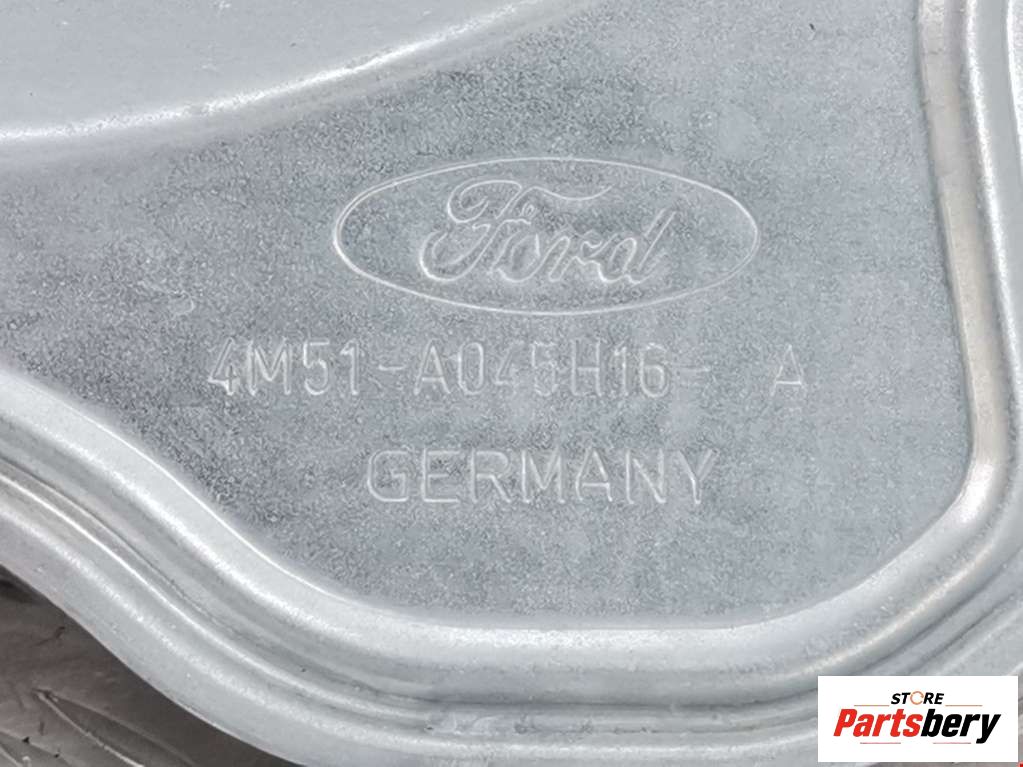 Ford
4M51-A045H16- A
GERMANY
STORE
Partsbery